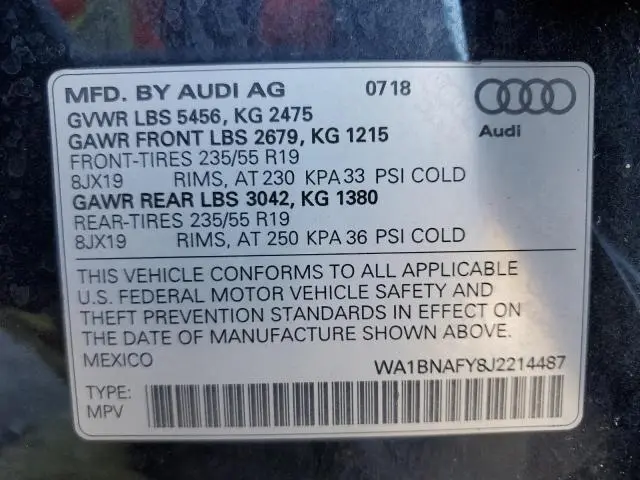 MFD. BY AUDI AG 07 18
GVWR LBS 5456, KG 2475
GAWR FRONT LBS 2679, KG 1215
Audi
FRONT-TIRES 235/55 R19
8JX19 RIMS, AT 230 KPA 33 PSI COLD
GAWR REAR LBS 3042, KG 1380
REAR-TIRES 235/55 R19
8JX19 RIMS, AT 250 KPA 36 PSI COLD
THIS VEHICLE CONFORMS TO ALL APPLICABLE
U.S. FEDERAL MOTOR VEHICLE SAFETY AND
THEFT PREVENTION STANDARDS IN EFFECT ON
THE DATE OF MANUFACTURE SHOWN ABOVE.
MEXICO WA1BNAFY8J2214487
TYPE:
MPV